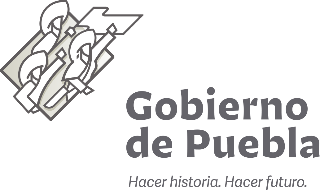 Gobierno
de Puebla
Hacer historia. Hacer futuro.